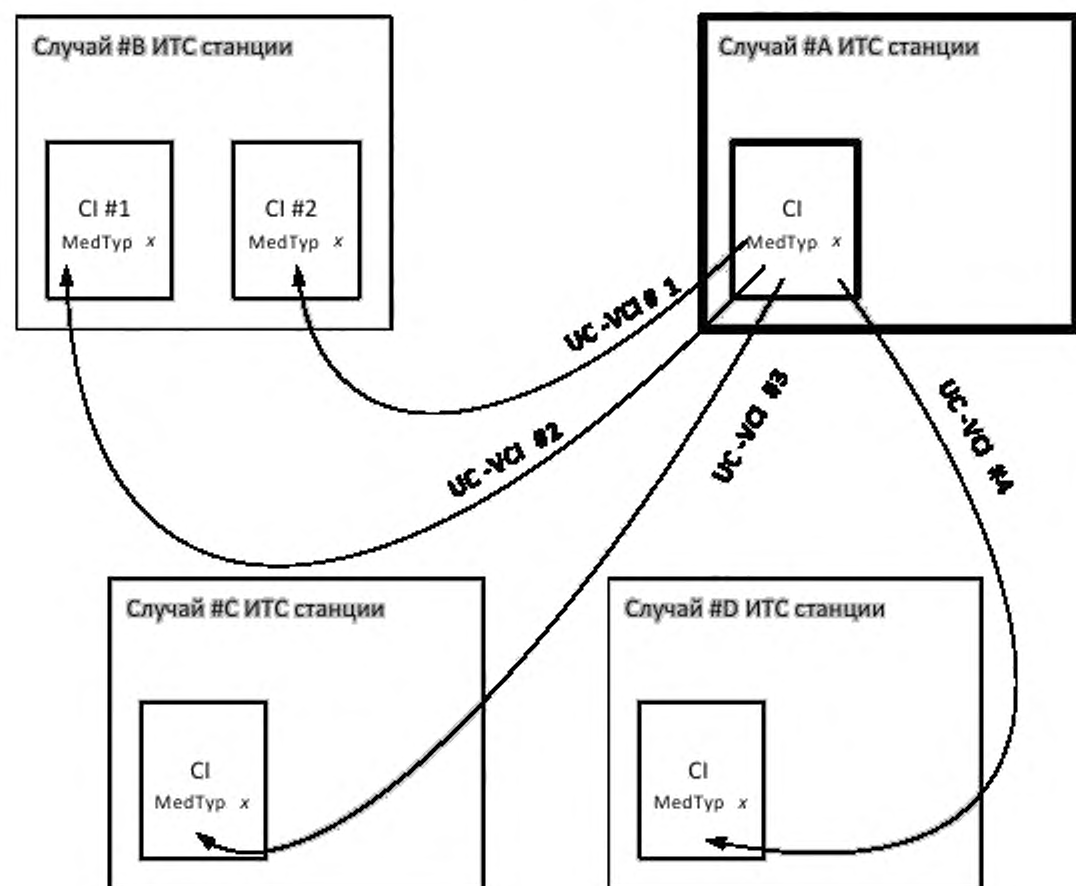 Случай #B ИТС станции
Случай #A ИТС станции
CI #1
MedTyp x
CI #2
MedTyp x
CI
MedTyp x
UC -VCI # 1
UC -VCI #2
UC -VCI #3
UC -VCI #4
Случай #C ИТС станции
Случай #D ИТС станции
CI
MedTyp x
CI
MedTyp x